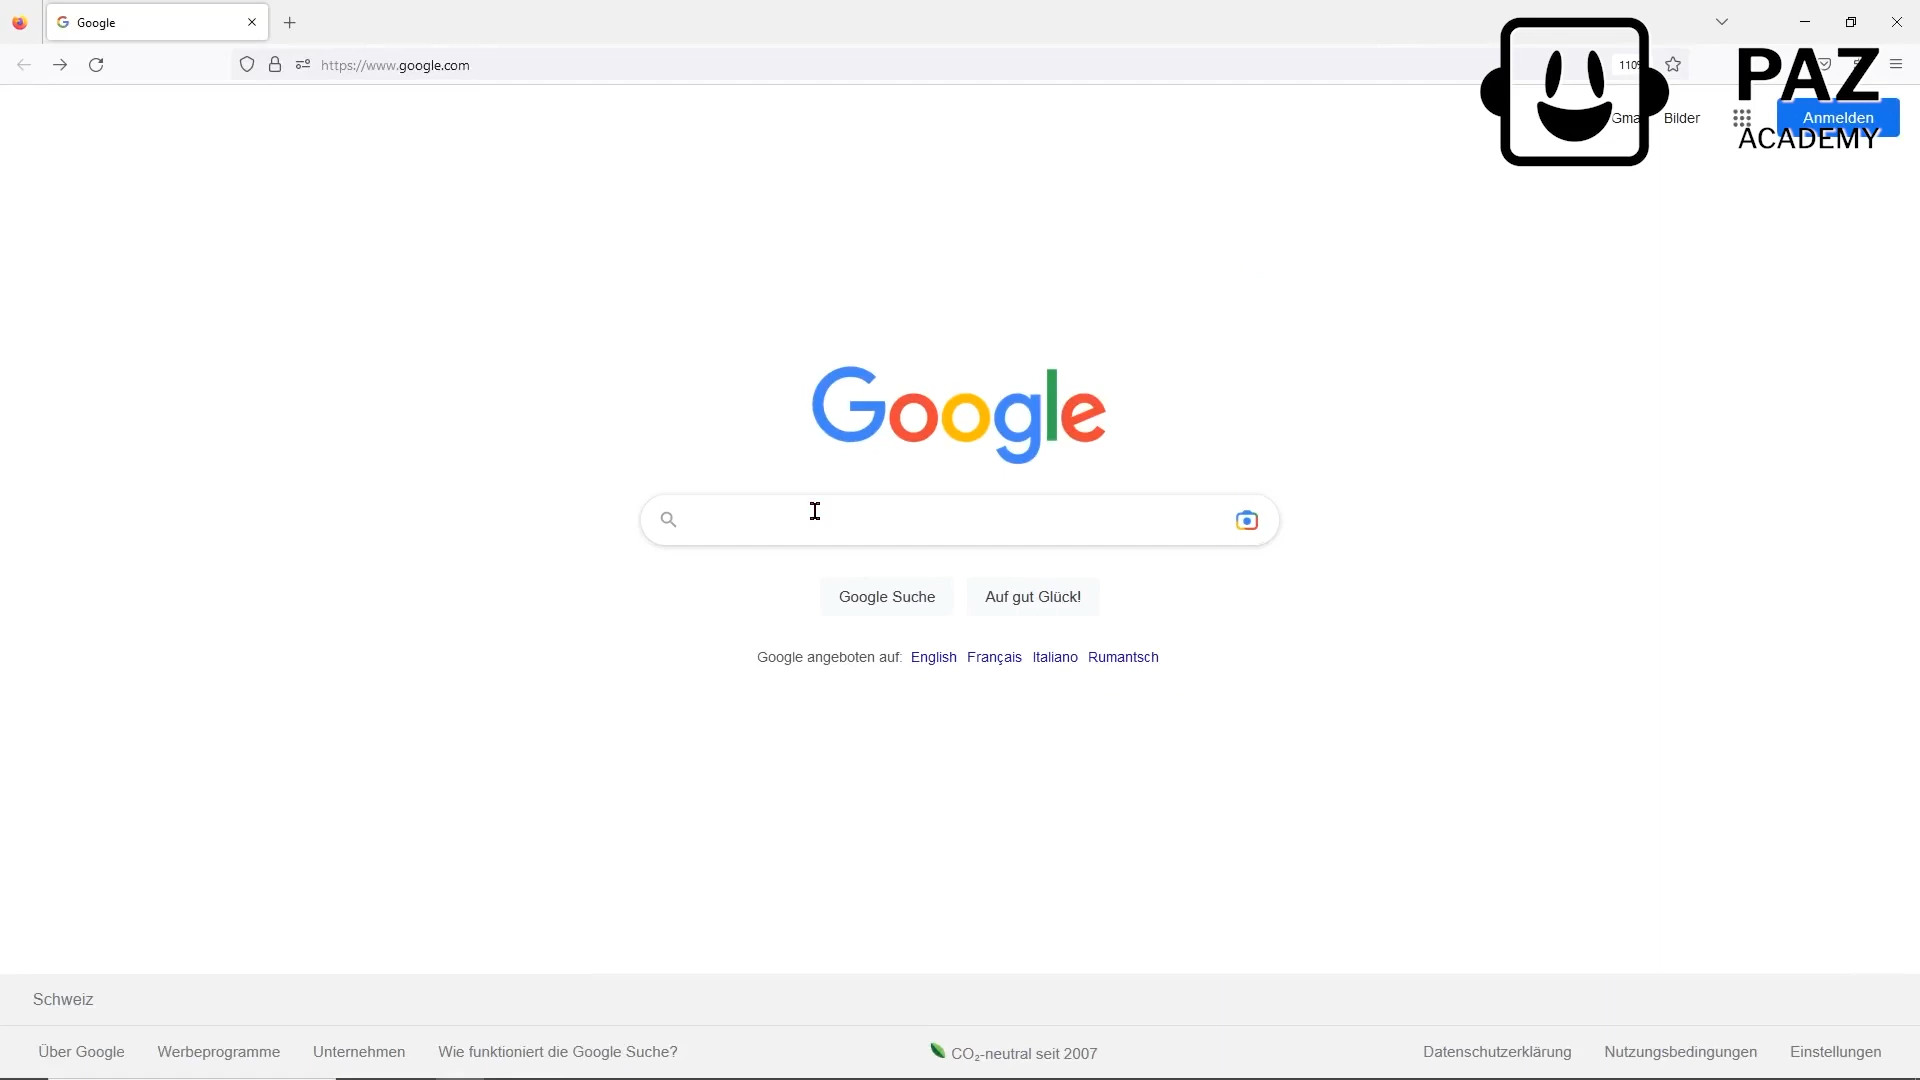 Google
https://www.google.com
110%
PAZ
ACADEMY
Bilder
Anmelden
Google
Google Suche
Auf gut Glück!
Google angeboten auf: English Français Italiano Rumantsch
Schweiz
Über Google
Werbeprogramme
Unternehmen
Wie funktioniert die Google Suche?
CO₂-neutral seit 2007
Datenschutzerklärung
Nutzungsbedingungen
Einstellungen